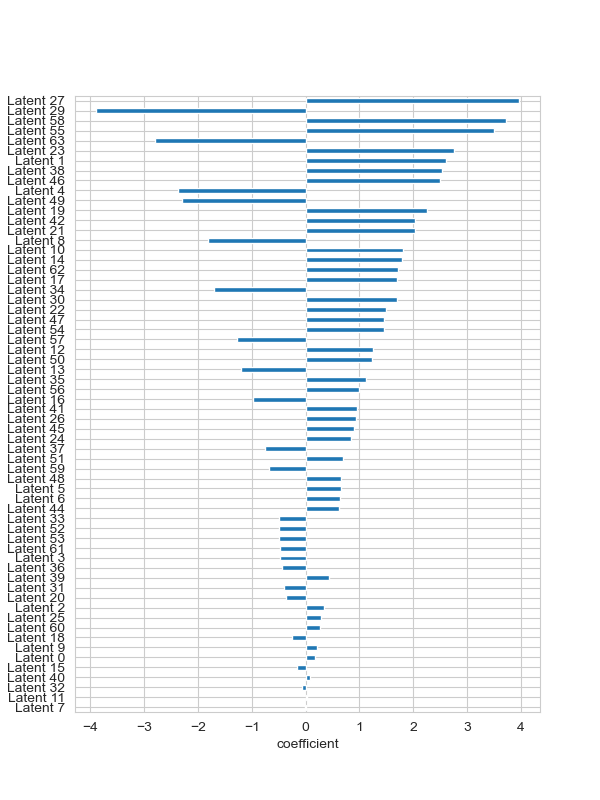 Latent 27
Latent 29
Latent 58
Latent 55
Latent 63
Latent 23
Latent 1
Latent 38
Latent 46
Latent 4
Latent 49
Latent 19
Latent 42
Latent 21
Latent 8
Latent 10
Latent 14
Latent 62
Latent 17
Latent 34
Latent 30
Latent 22
Latent 47
Latent 54
Latent 57
Latent 12
Latent 50
Latent 13
Latent 35
Latent 56
Latent 16
Latent 41
Latent 26
Latent 45
Latent 24
Latent 37
Latent 51
Latent 59
Latent 48
Latent 5
Latent 6
Latent 44
Latent 33
Latent 52
Latent 53
Latent 61
Latent 3
Latent 36
Latent 39
Latent 31
Latent 20
Latent 2
Latent 25
Latent 60
Latent 18
Latent 9
Latent 0
Latent 15
Latent 40
Latent 32
Latent 11
Latent 7
−4 −3 −2 −1 0 1 2 3 4
coefficient